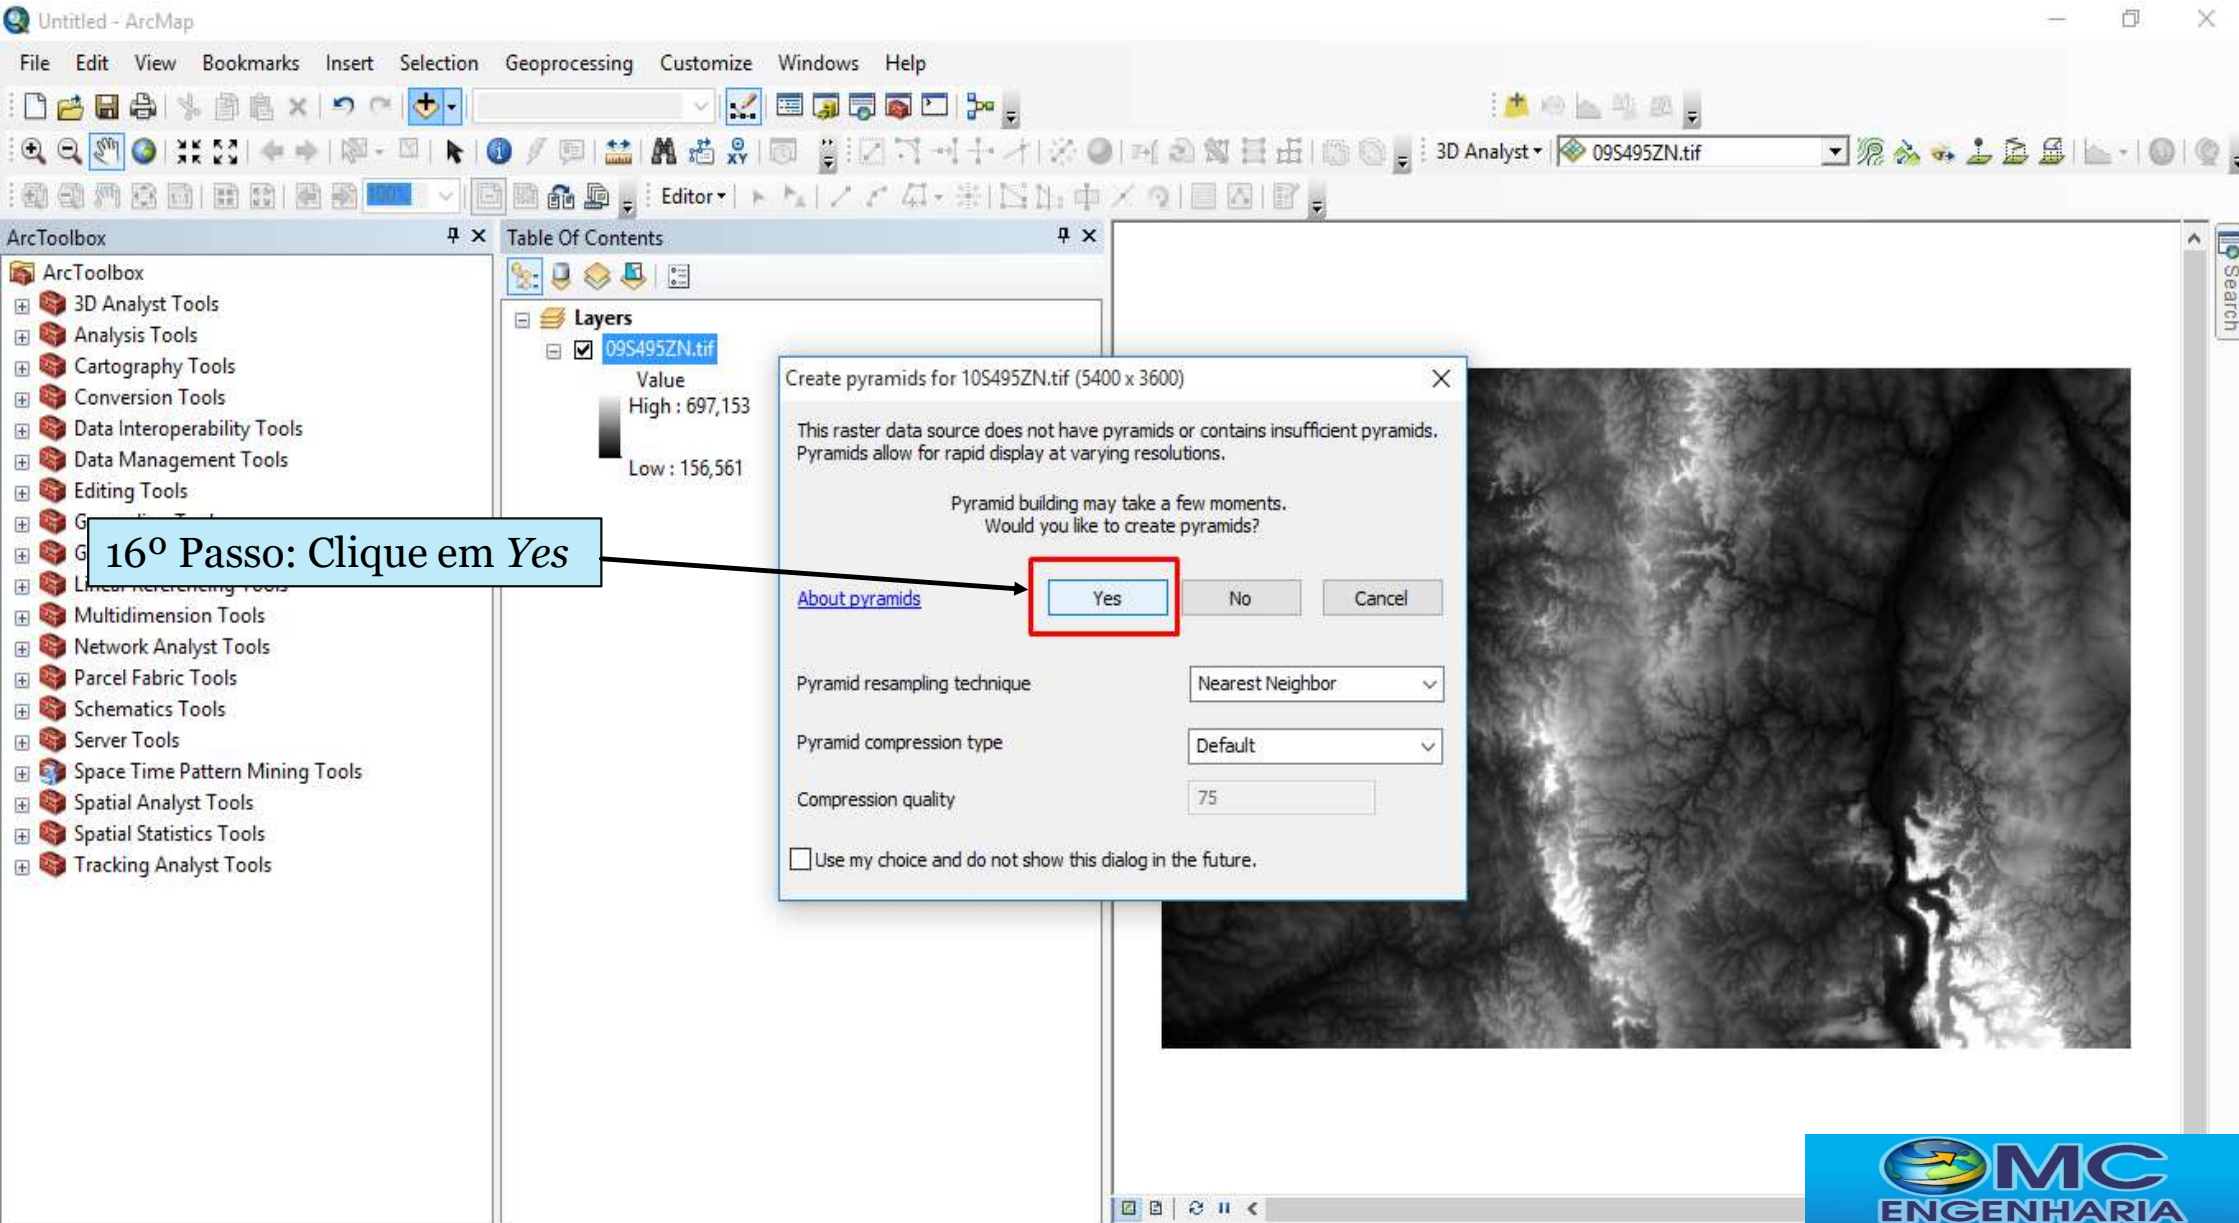 Untitled - ArcMap
File Edit View Bookmarks Insert Selection Geoprocessing Customize Windows Help
3D Analyst 09S495ZN.tif
100% Editor
ArcToolbox
ArcToolbox
3D Analyst Tools
Analysis Tools
Cartography Tools
Conversion Tools
Data Interoperability Tools
Data Management Tools
Editing Tools
Multidimension Tools
Network Analyst Tools
Parcel Fabric Tools
Schematics Tools
Server Tools
Space Time Pattern Mining Tools
Spatial Analyst Tools
Spatial Statistics Tools
Tracking Analyst Tools
Table Of Contents
Layers
09S495ZN.tif
Value
High : 697,153
Low : 156,561
16º Passo: Clique em Yes
Create pyramids for 10S495ZN.tif (5400 x 3600)
This raster data source does not have pyramids or contains insufficient pyramids.
Pyramids allow for rapid display at varying resolutions.
Pyramid building may take a few moments.
Would you like to create pyramids?
About pyramids Yes No Cancel
Pyramid resampling technique Nearest Neighbor
Pyramid compression type Default
Compression quality 75
Use my choice and do not show this dialog in the future.
Search
MC
ENGENHARIA